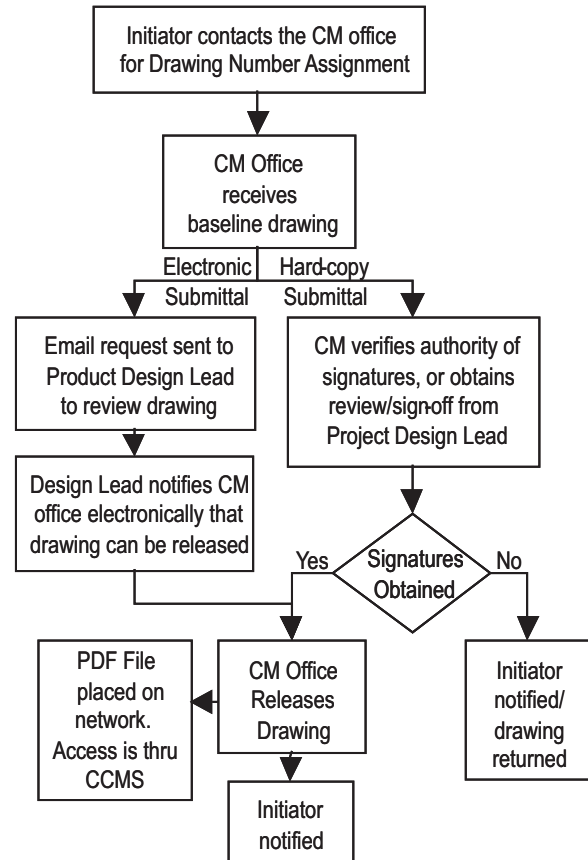 Initiator contacts the CM office
for Drawing Number Assignment
CM Office
receives
baseline drawing
Electronic
Submittal
Hard-copy
Submittal
Email request sent to
Product Design Lead
to review drawing
CM verifies authority of
signatures, or obtains
review/sign-off from
Project Design Lead
Design Lead notifies CM
office electronically that
drawing can be released
Signatures
Obtained
Yes
No
PDF File
placed on
network.
Access is thru
CCMS
CM Office
Releases
Drawing
Initiator
notified/
drawing
returned
Initiator
notified